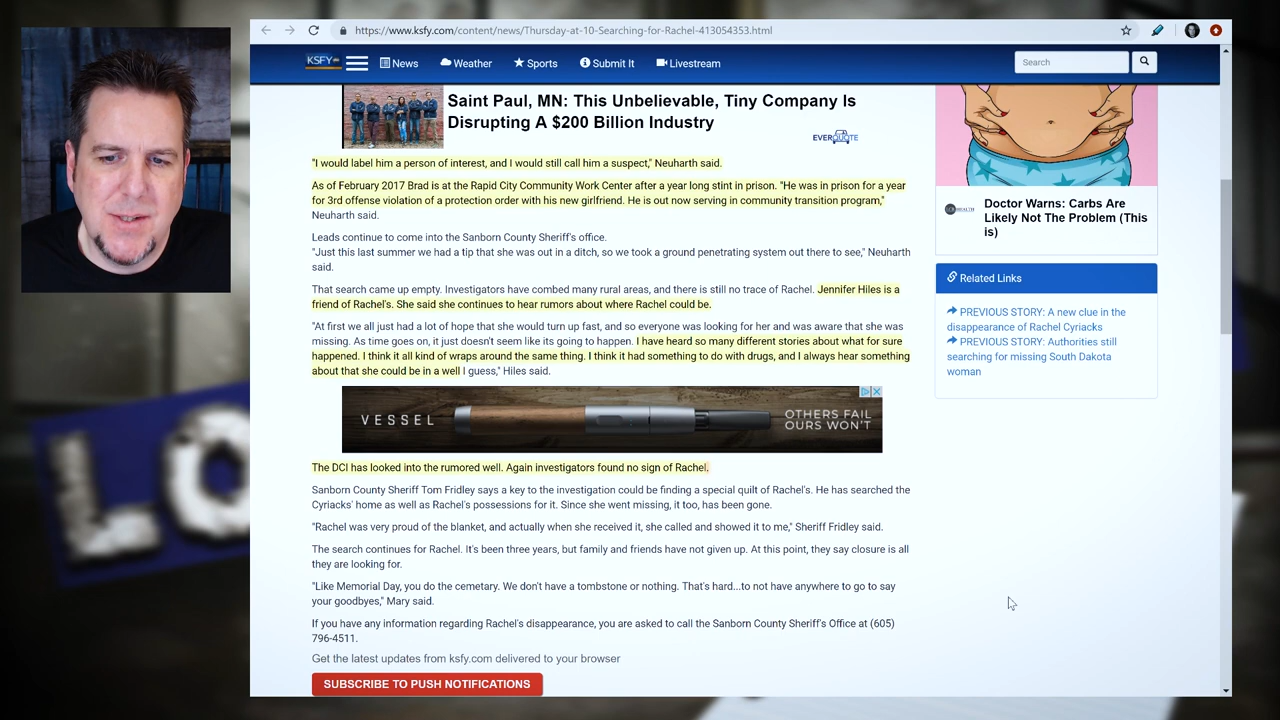 https://www.ksfy.com/content/news/Thursday-at-10-Searching-for-Rachel-413054353.html
KSFY
News
Weather
Sports
Submit It
Livestream
Search
Saint Paul, MN: This Unbelievable, Tiny Company Is
Disrupting A $200 Billion Industry
EVERQUOTE
"I would label him a person of interest, and I would still call him a suspect," Neuharth said.
As of February 2017 Brad is at the Rapid City Community Work Center after a year long stint in prison. "He was in prison for a year
for 3rd offense violation of a protection order with his new girlfriend. He is out now serving in community transition program,"
Neuharth said.
Leads continue to come into the Sanborn County Sheriff's office.
"Just this last summer we had a tip that she was out in a ditch, so we took a ground penetrating system out there to see," Neuharth
said.
That search came up empty. Investigators have combed many rural areas, and there is still no trace of Rachel. Jennifer Hiles is a
friend of Rachel's. She said she continues to hear rumors about where Rachel could be.
"At first we all just had a lot of hope that she would turn up fast, and so everyone was looking for her and was aware that she was
missing. As time goes on, it just doesn't seem like its going to happen. I have heard so many different stories about what for sure
happened. I think it all kind of wraps around the same thing. I think it had something to do with drugs, and I always hear something
about that she could be in a well I guess," Hiles said.
VESSEL
OTHERS FAIL
OURS WON'T
The DCI has looked into the rumored well. Again investigators found no sign of Rachel.
Sanborn County Sheriff Tom Fridley says a key to the investigation could be finding a special quilt of Rachel's. He has searched the
Cyriacks' home as well as Rachel's possessions for it. Since she went missing, it too, has been gone.
"Rachel was very proud of the blanket, and actually when she received it, she called and showed it to me," Sheriff Fridley said.
The search continues for Rachel. It's been three years, but family and friends have not given up. At this point, they say closure is all
they are looking for.
"Like Memorial Day, you do the cemetary. We don't have a tombstone or nothing. That's hard...to not have anywhere to go to say
your goodbyes," Mary said.
If you have any information regarding Rachel's disappearance, you are asked to call the Sanborn County Sheriff's Office at (605)
796-4511.
Get the latest updates from ksfy.com delivered to your browser
SUBSCRIBE TO PUSH NOTIFICATIONS
Doctor Warns: Carbs Are
Likely Not The Problem (This
is)
Related Links
PREVIOUS STORY: A new clue in the
disappearance of Rachel Cyriacks
PREVIOUS STORY: Authorities still
searching for missing South Dakota
woman
LO